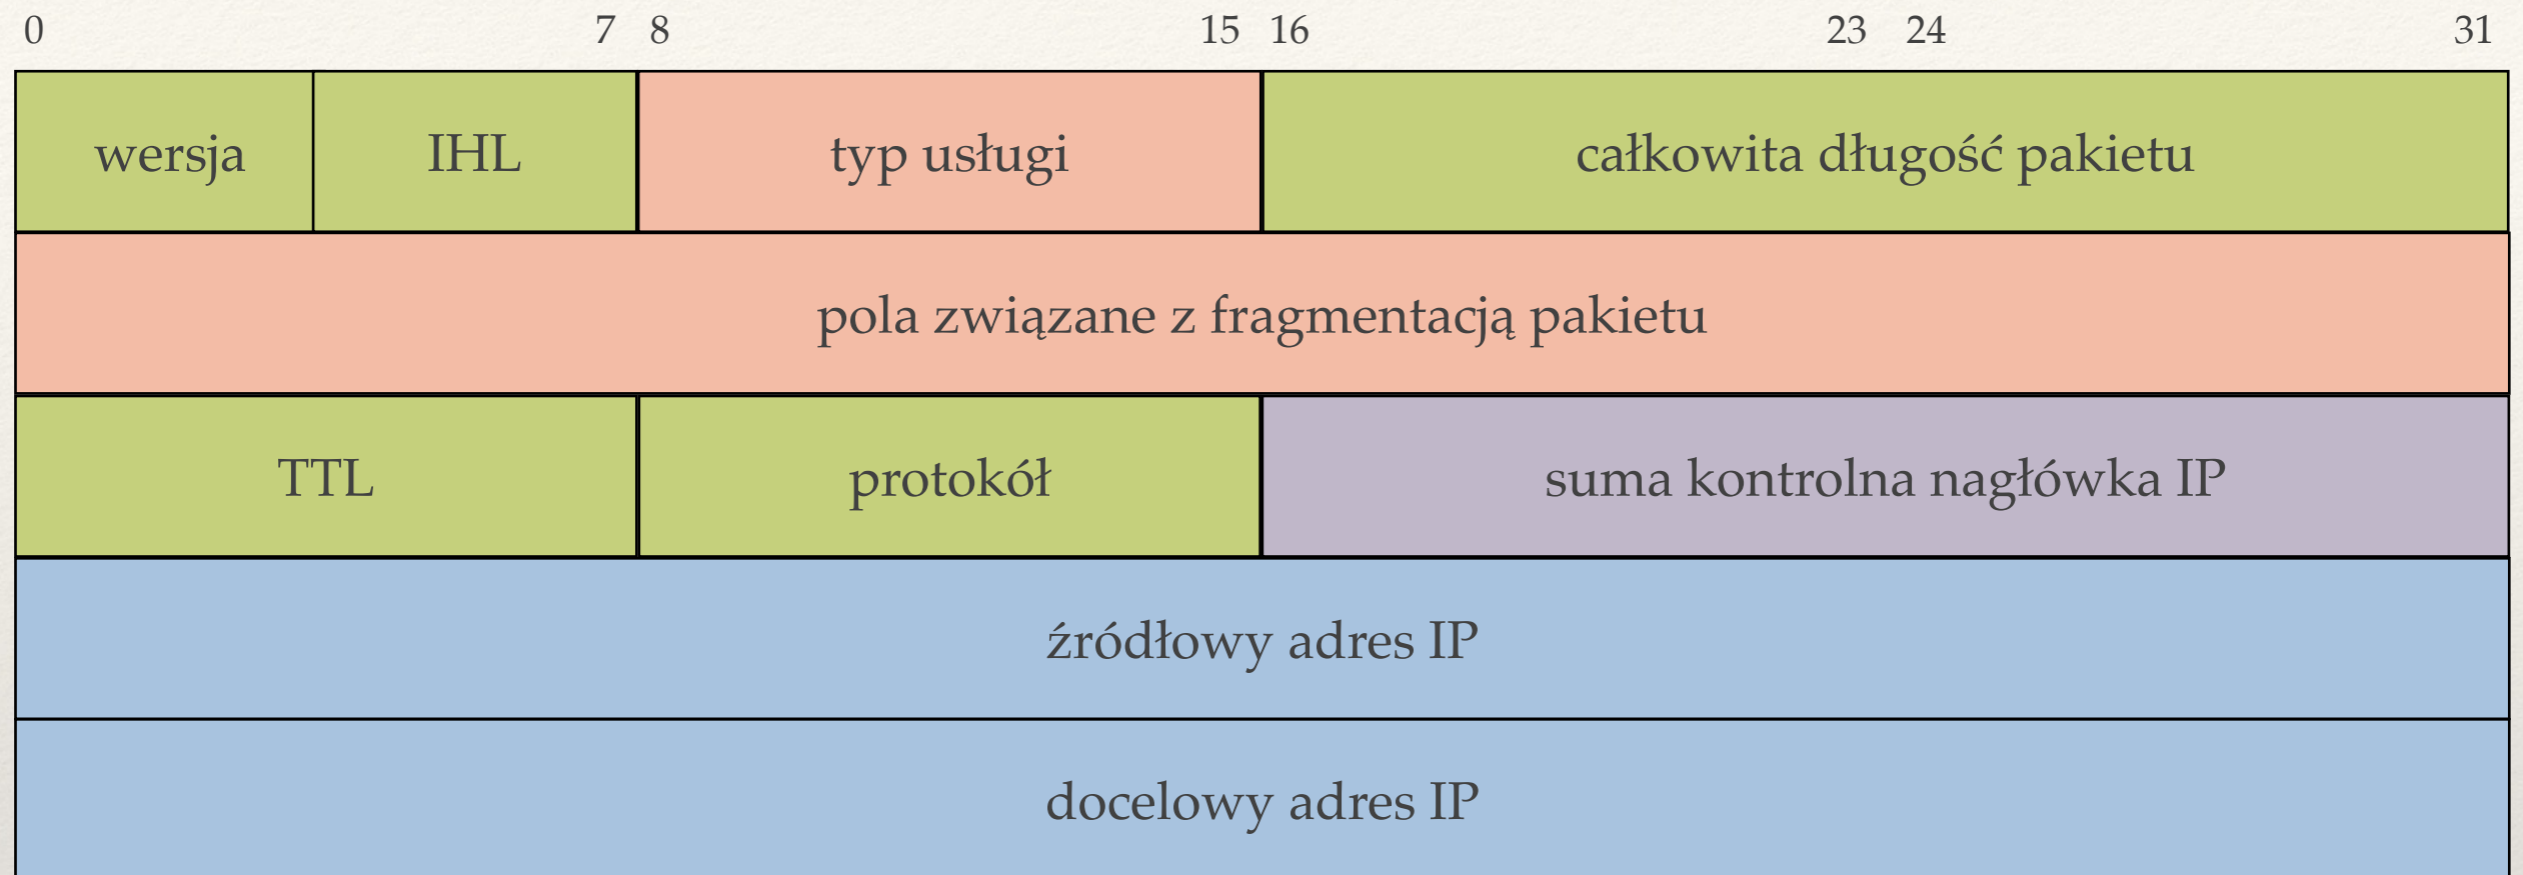 0 7 8 15 16 23 24 31
wersja IHL typ usługi całkowita długość pakietu
pola związane z fragmentacją pakietu
TTL protokół suma kontrolna nagłówka IP
źródłowy adres IP
docelowy adres IP